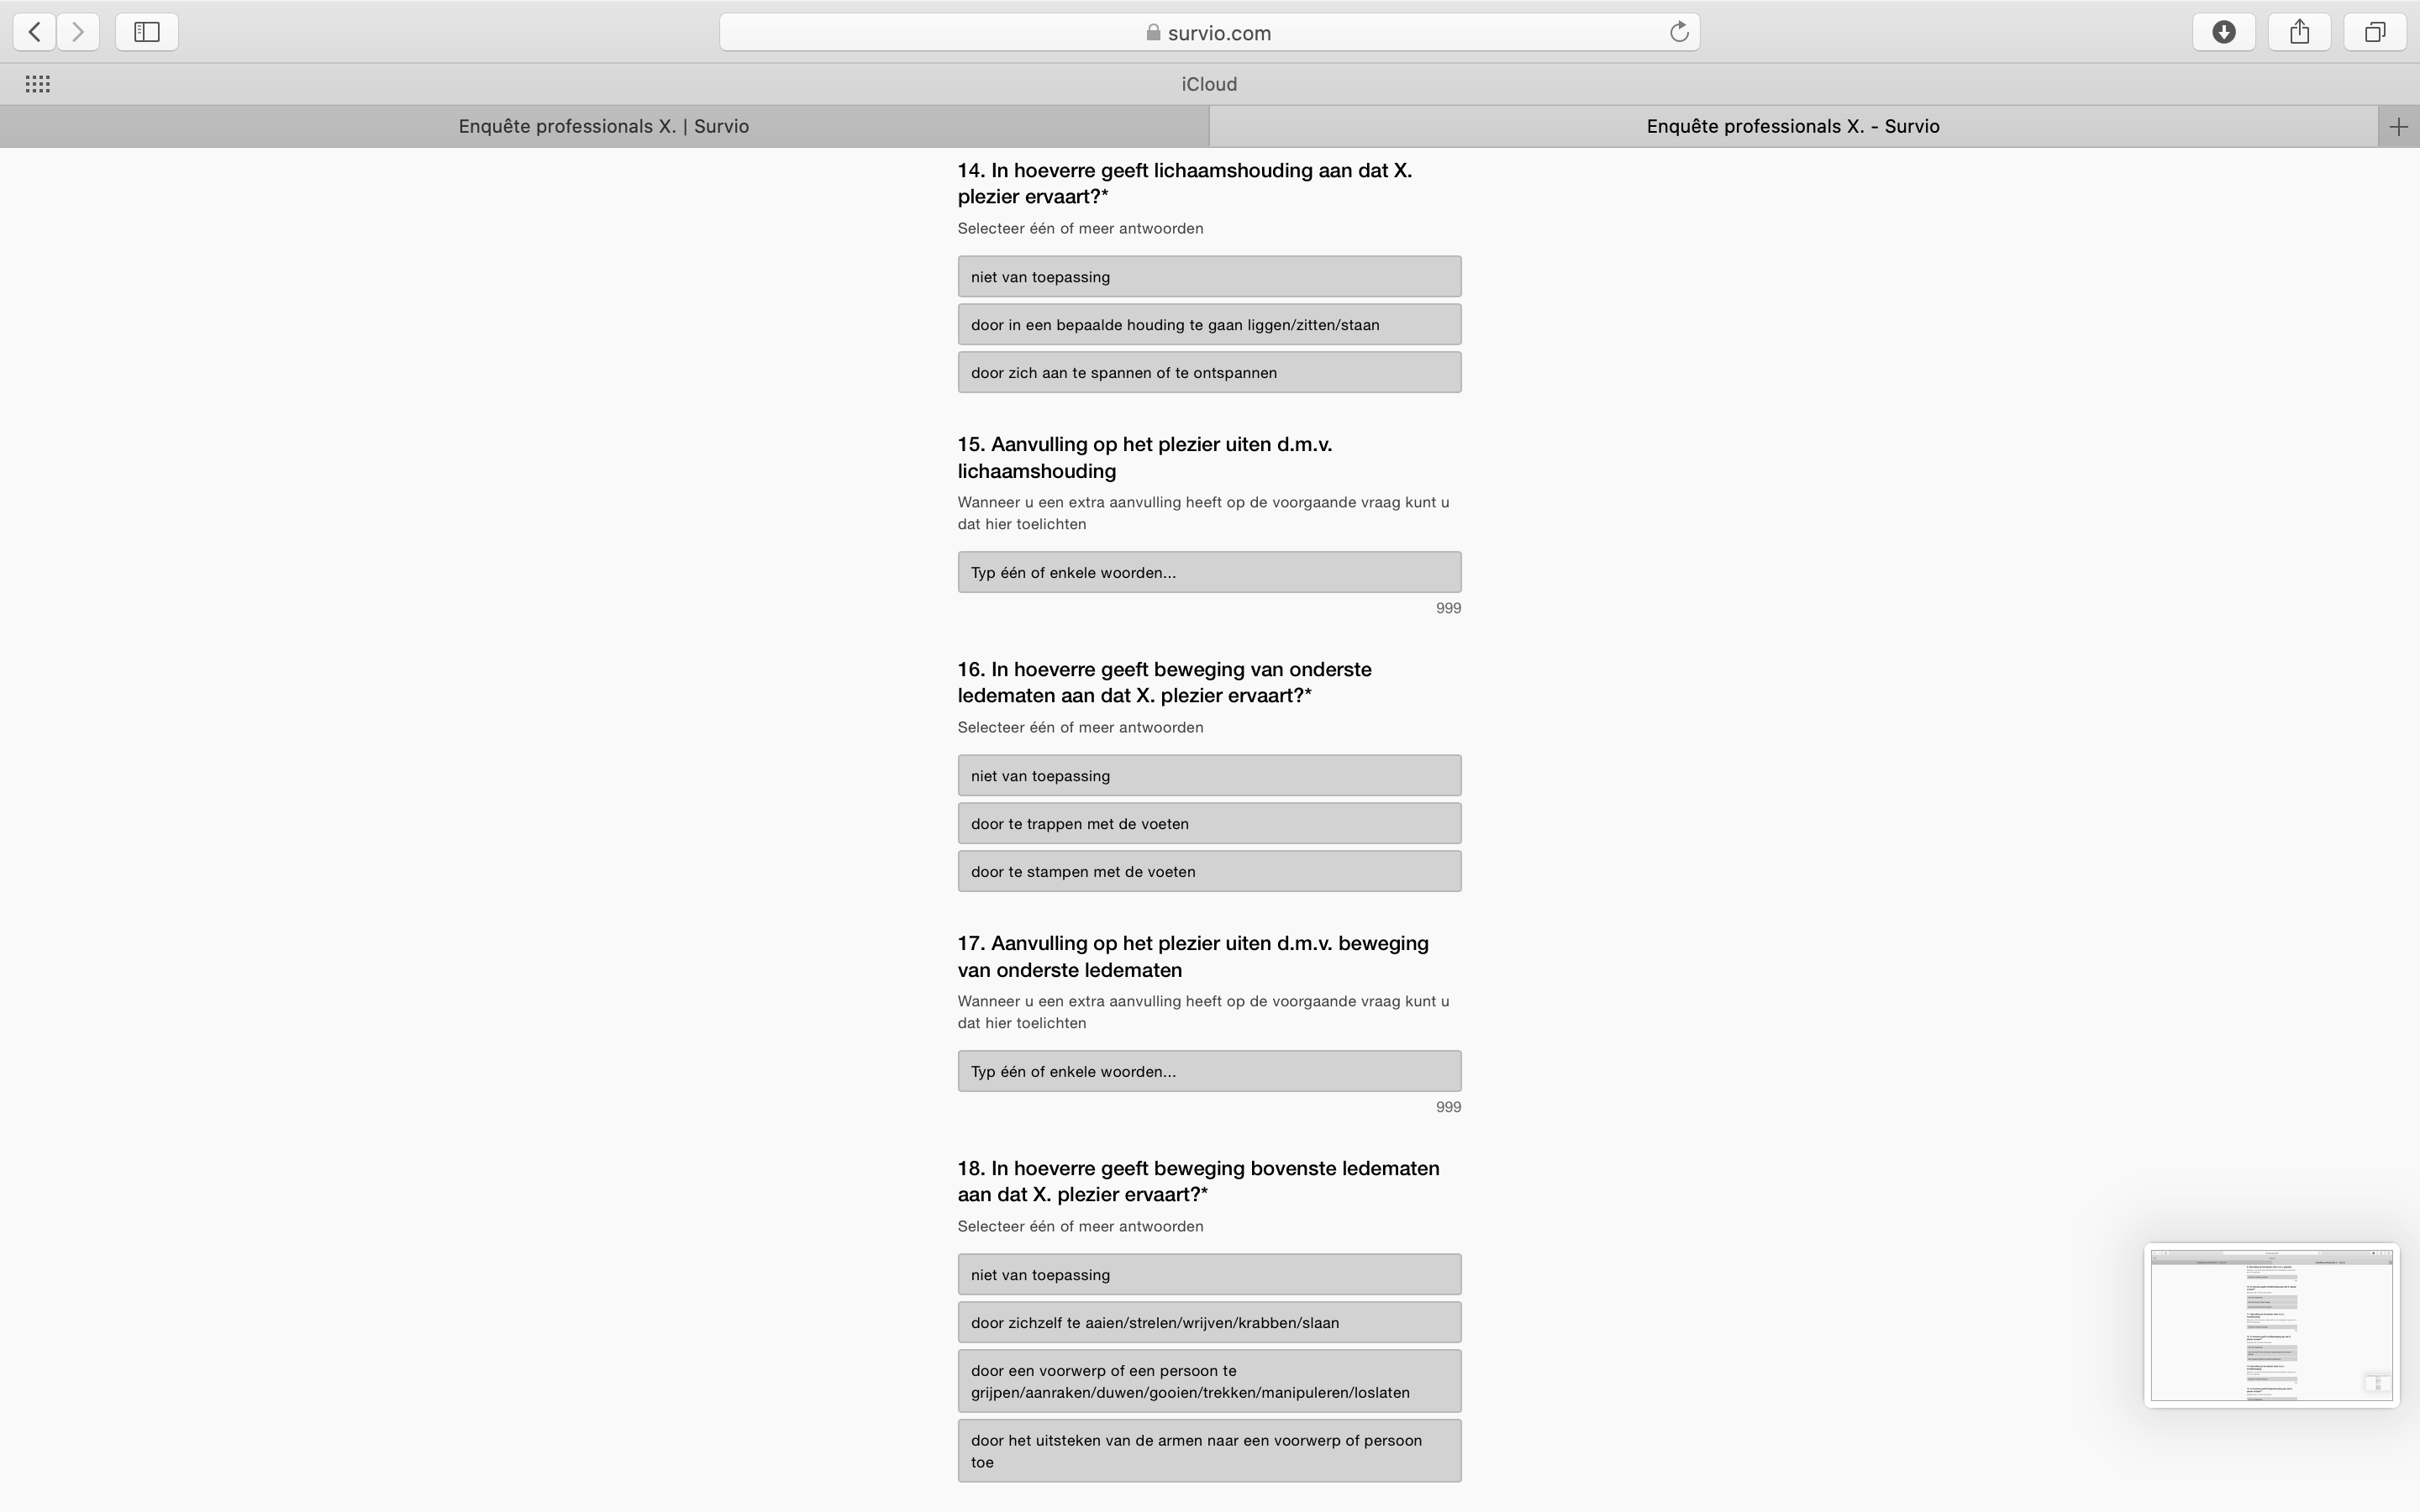 survio.com
iCloud
Enquête professionals X. | Survio
Enquête professionals X. - Survio
14. In hoeverre geeft lichaamshouding aan dat X.
plezier ervaart?*
Selecteer één of meer antwoorden
niet van toepassing
door in een bepaalde houding te gaan liggen/zitten/staan
door zich aan te spannen of te ontspannen
15. Aanvulling op het plezier uiten d.m.v.
lichaamshouding
Wanneer u een extra aanvulling heeft op de voorgaande vraag kunt u
dat hier toelichten
Typ één of enkele woorden...
999
16. In hoeverre geeft beweging van onderste
ledematen aan dat X. plezier ervaart?*
Selecteer één of meer antwoorden
niet van toepassing
door te trappen met de voeten
door te stampen met de voeten
17. Aanvulling op het plezier uiten d.m.v. beweging
van onderste ledematen
Wanneer u een extra aanvulling heeft op de voorgaande vraag kunt u
dat hier toelichten
Typ één of enkele woorden...
999
18. In hoeverre geeft beweging bovenste ledematen
aan dat X. plezier ervaart?*
Selecteer één of meer antwoorden
niet van toepassing
door zichzelf te aaien/strelen/wrijven/krabben/slaan
door een voorwerp of een persoon te
grijpen/aanraken/duwen/gooien/trekken/manipuleren/loslaten
door het uitsteken van de armen naar een voorwerp of persoon
toe